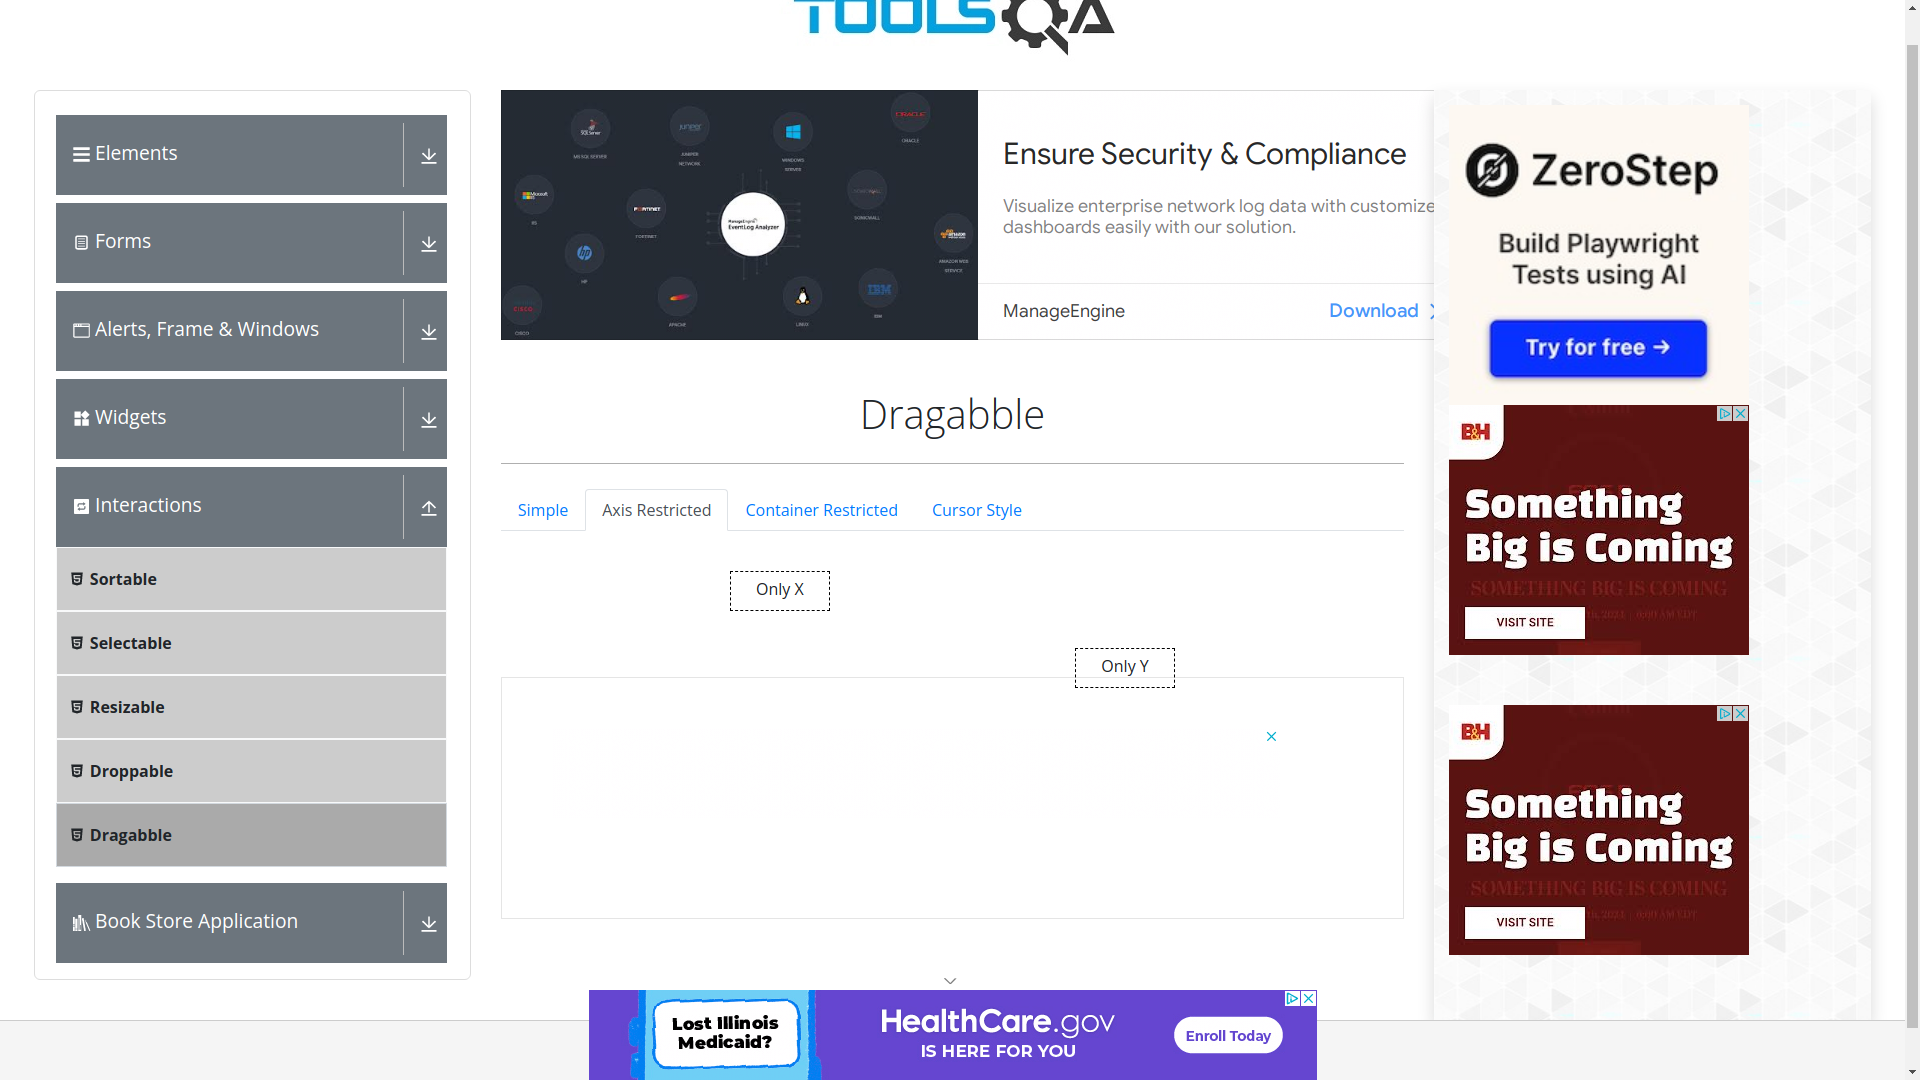 TOOLSQA
Elements
Forms
Alerts, Frame & Windows
Widgets
Interactions
Sortable
Selectable
Resizable
Droppable
Dragabble
Book Store Application
ManageEngine
EventLog Analyzer
Ensure Security & Compliance
Visualize enterprise network log data with customize
dashboards easily with our solution.
ManageEngine
Download
Dragabble
Simple
Axis Restricted
Container Restricted
Cursor Style
Only X
Only Y
ZeroStep
Build Playwright
Tests using AI
Try for free →
B&H
Something
Big is Coming
SOMETHING BIG IS COMING
VISIT SITE
B&H
Something
Big is Coming
SOMETHING BIG IS COMING
VISIT SITE
Lost Illinois
Medicaid?
HealthCare.gov
IS HERE FOR YOU
Enroll Today